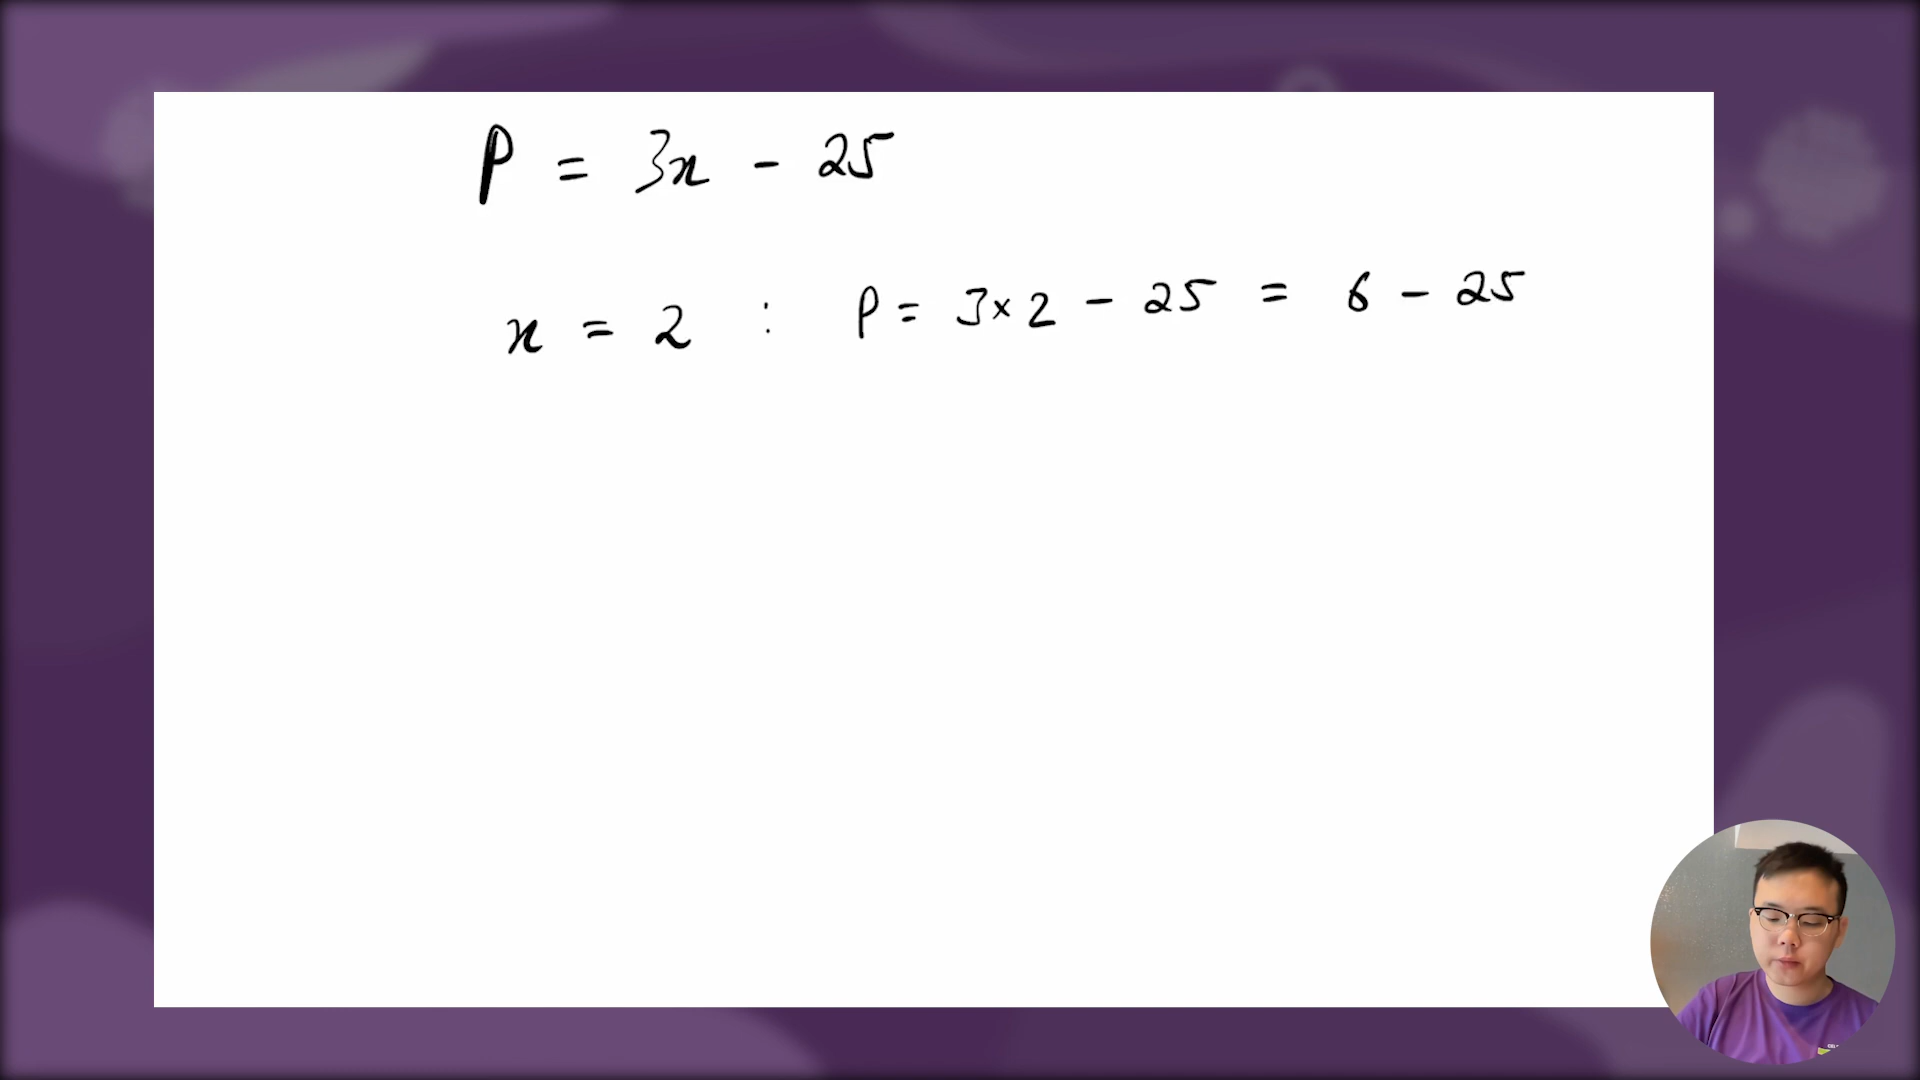 P = 3x - 25
x = 2 : P = 3×2 - 25 = 6 - 25